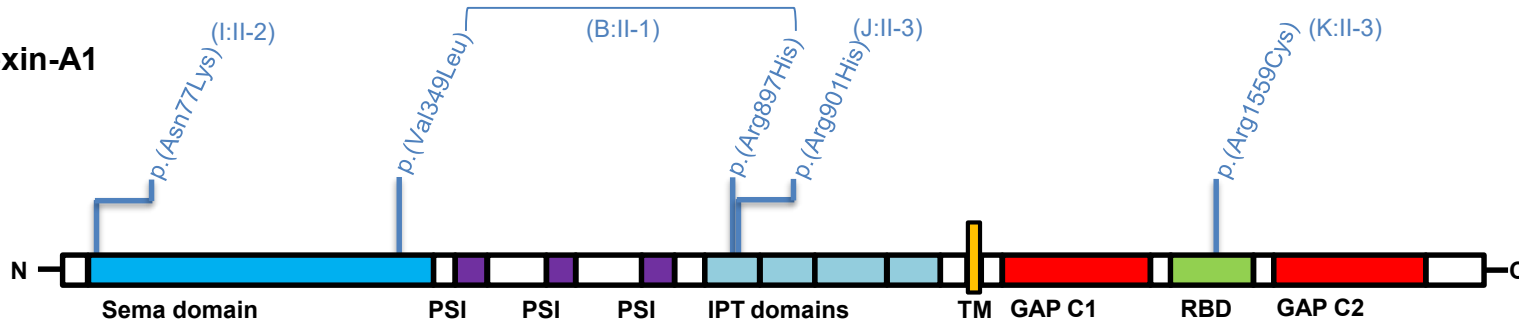 xin-A1
(I:II-2)
(B:II-1)
(J:II-3)
(K:II-3)
p.(Asn77Lys)
p.(Val349Leu)
p.(Arg897His)
p.(Arg901His)
p.(Arg1559Cys)
N
C
Sema domain
PSI
PSI
PSI
IPT domains
TM
GAP C1
RBD
GAP C2